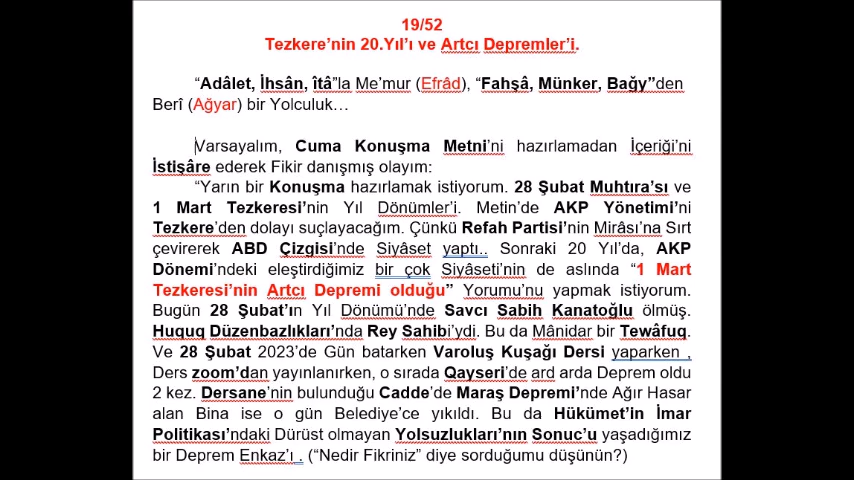 19/52
Tezkere’nin 20.Yıl’ı ve Artcı Depremler’i.
“Adâlet, İhsân, îtâ”la Me’mur (Efrâd), “Fahşâ, Münker, Bağy”den
Berî (Ağyar) bir Yolculuk…
Varsayalım, Cuma Konuşma Metni’ni hazırlamadan İçeriği’ni
İstişâre ederek Fikir danışmış olayım:
“Yarın bir Konuşma hazırlamak istiyorum. 28 Şubat Muhtıra’sı ve
1 Mart Tezkeresi’nin Yıl Dönümler’i. Metin’de AKP Yönetimi’ni
Tezkere’den dolayı suçlayacağım. Çünkü Refah Partisi’nin Mirâsı’na Sırt
çevirerek ABD Çizgisi’nde Siyâset yaptı.. Sonraki 20 Yıl’da, AKP
Dönemi’ndeki eleştirdiğimiz bir çok Siyâseti’nin de aslında “1 Mart
Tezkeresi’nin Artcı Depremi olduğu” Yorumu’nu yapmak istiyorum.
Bugün 28 Şubat’ın Yıl Dönümü’nde Savcı Sabih Kanatoğlu ölmüş.
Huquq Düzenbazlıkları’nda Rey Sahibi’ydi. Bu da Mânidar bir Tewâfuq.
Ve 28 Şubat 2023’de Gün batarken Varoluş Kuşağı Dersi yaparken ,
Ders zoom’dan yayınlanırken, o sırada Qayseri’de ard arda Deprem oldu
2 kez. Dersane’nin bulunduğu Cadde’de Maraş Depremi’nde Ağır Hasar
alan Bina ise o gün Belediye’ce yıkıldı. Bu da Hükümet’in İmar
Politikası’ndaki Dürüst olmayan Yolsuzlukları’nın Sonuc’u yaşadığımız
bir Deprem Enkaz’ı . (“Nedir Fikriniz” diye sorduğumu düşünün?)